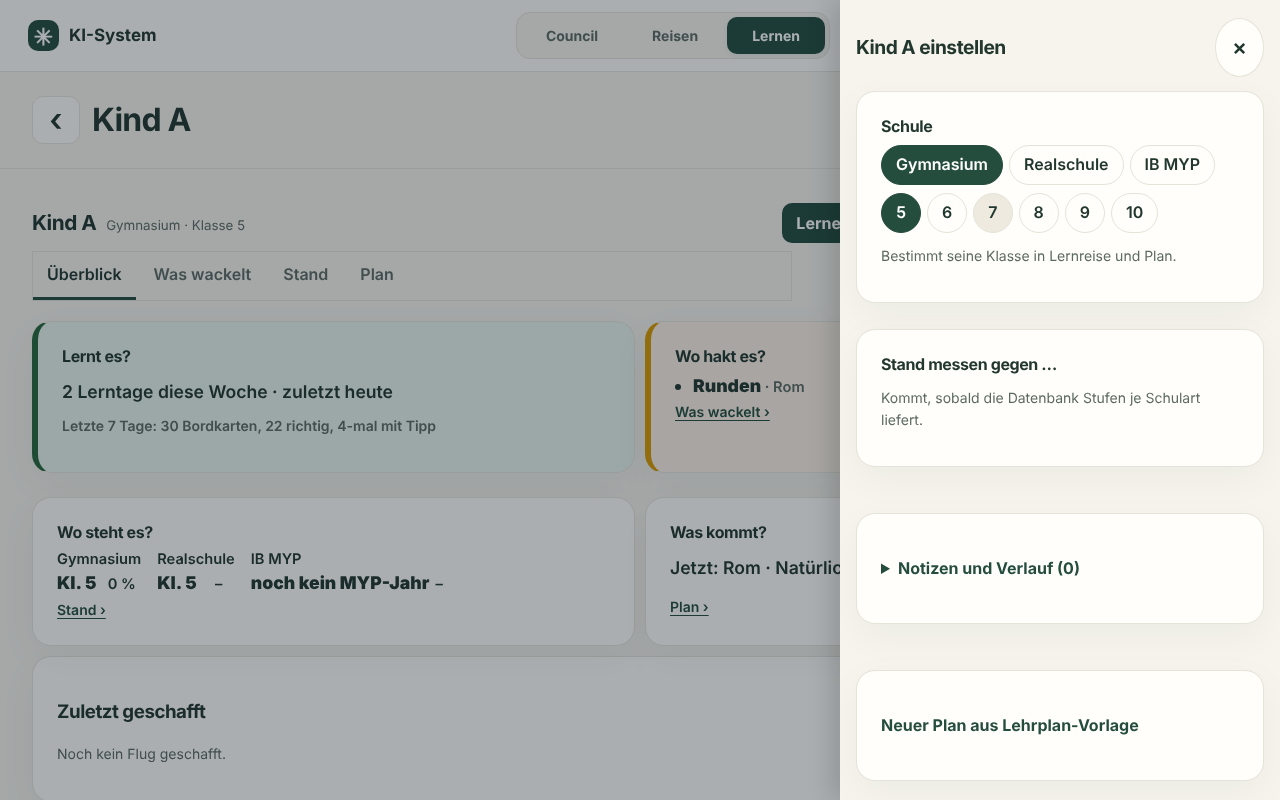 KI-System
Council
Reisen
Lernen
‹
Kind A
Kind A Gymnasium · Klasse 5
Lerne
Überblick
Was wackelt
Stand
Plan
Lernt es?
2 Lerntage diese Woche · zuletzt heute
Letzte 7 Tage: 30 Bordkarten, 22 richtig, 4-mal mit Tipp
Wo hakt es?
• Runden · Rom
Was wackelt ›
Wo steht es?
Gymnasium Realschule IB MYP
Kl. 5 0 % Kl. 5 – noch kein MYP-Jahr –
Stand ›
Was kommt?
Jetzt: Rom · Natürlic
Plan ›
Zuletzt geschafft
Noch kein Flug geschafft.
Kind A einstellen
×
Schule
Gymnasium
Realschule
IB MYP
5
6
7
8
9
10
Bestimmt seine Klasse in Lernreise und Plan.
Stand messen gegen …
Kommt, sobald die Datenbank Stufen je Schulart
liefert.
▶ Notizen und Verlauf (0)
Neuer Plan aus Lehrplan-Vorlage